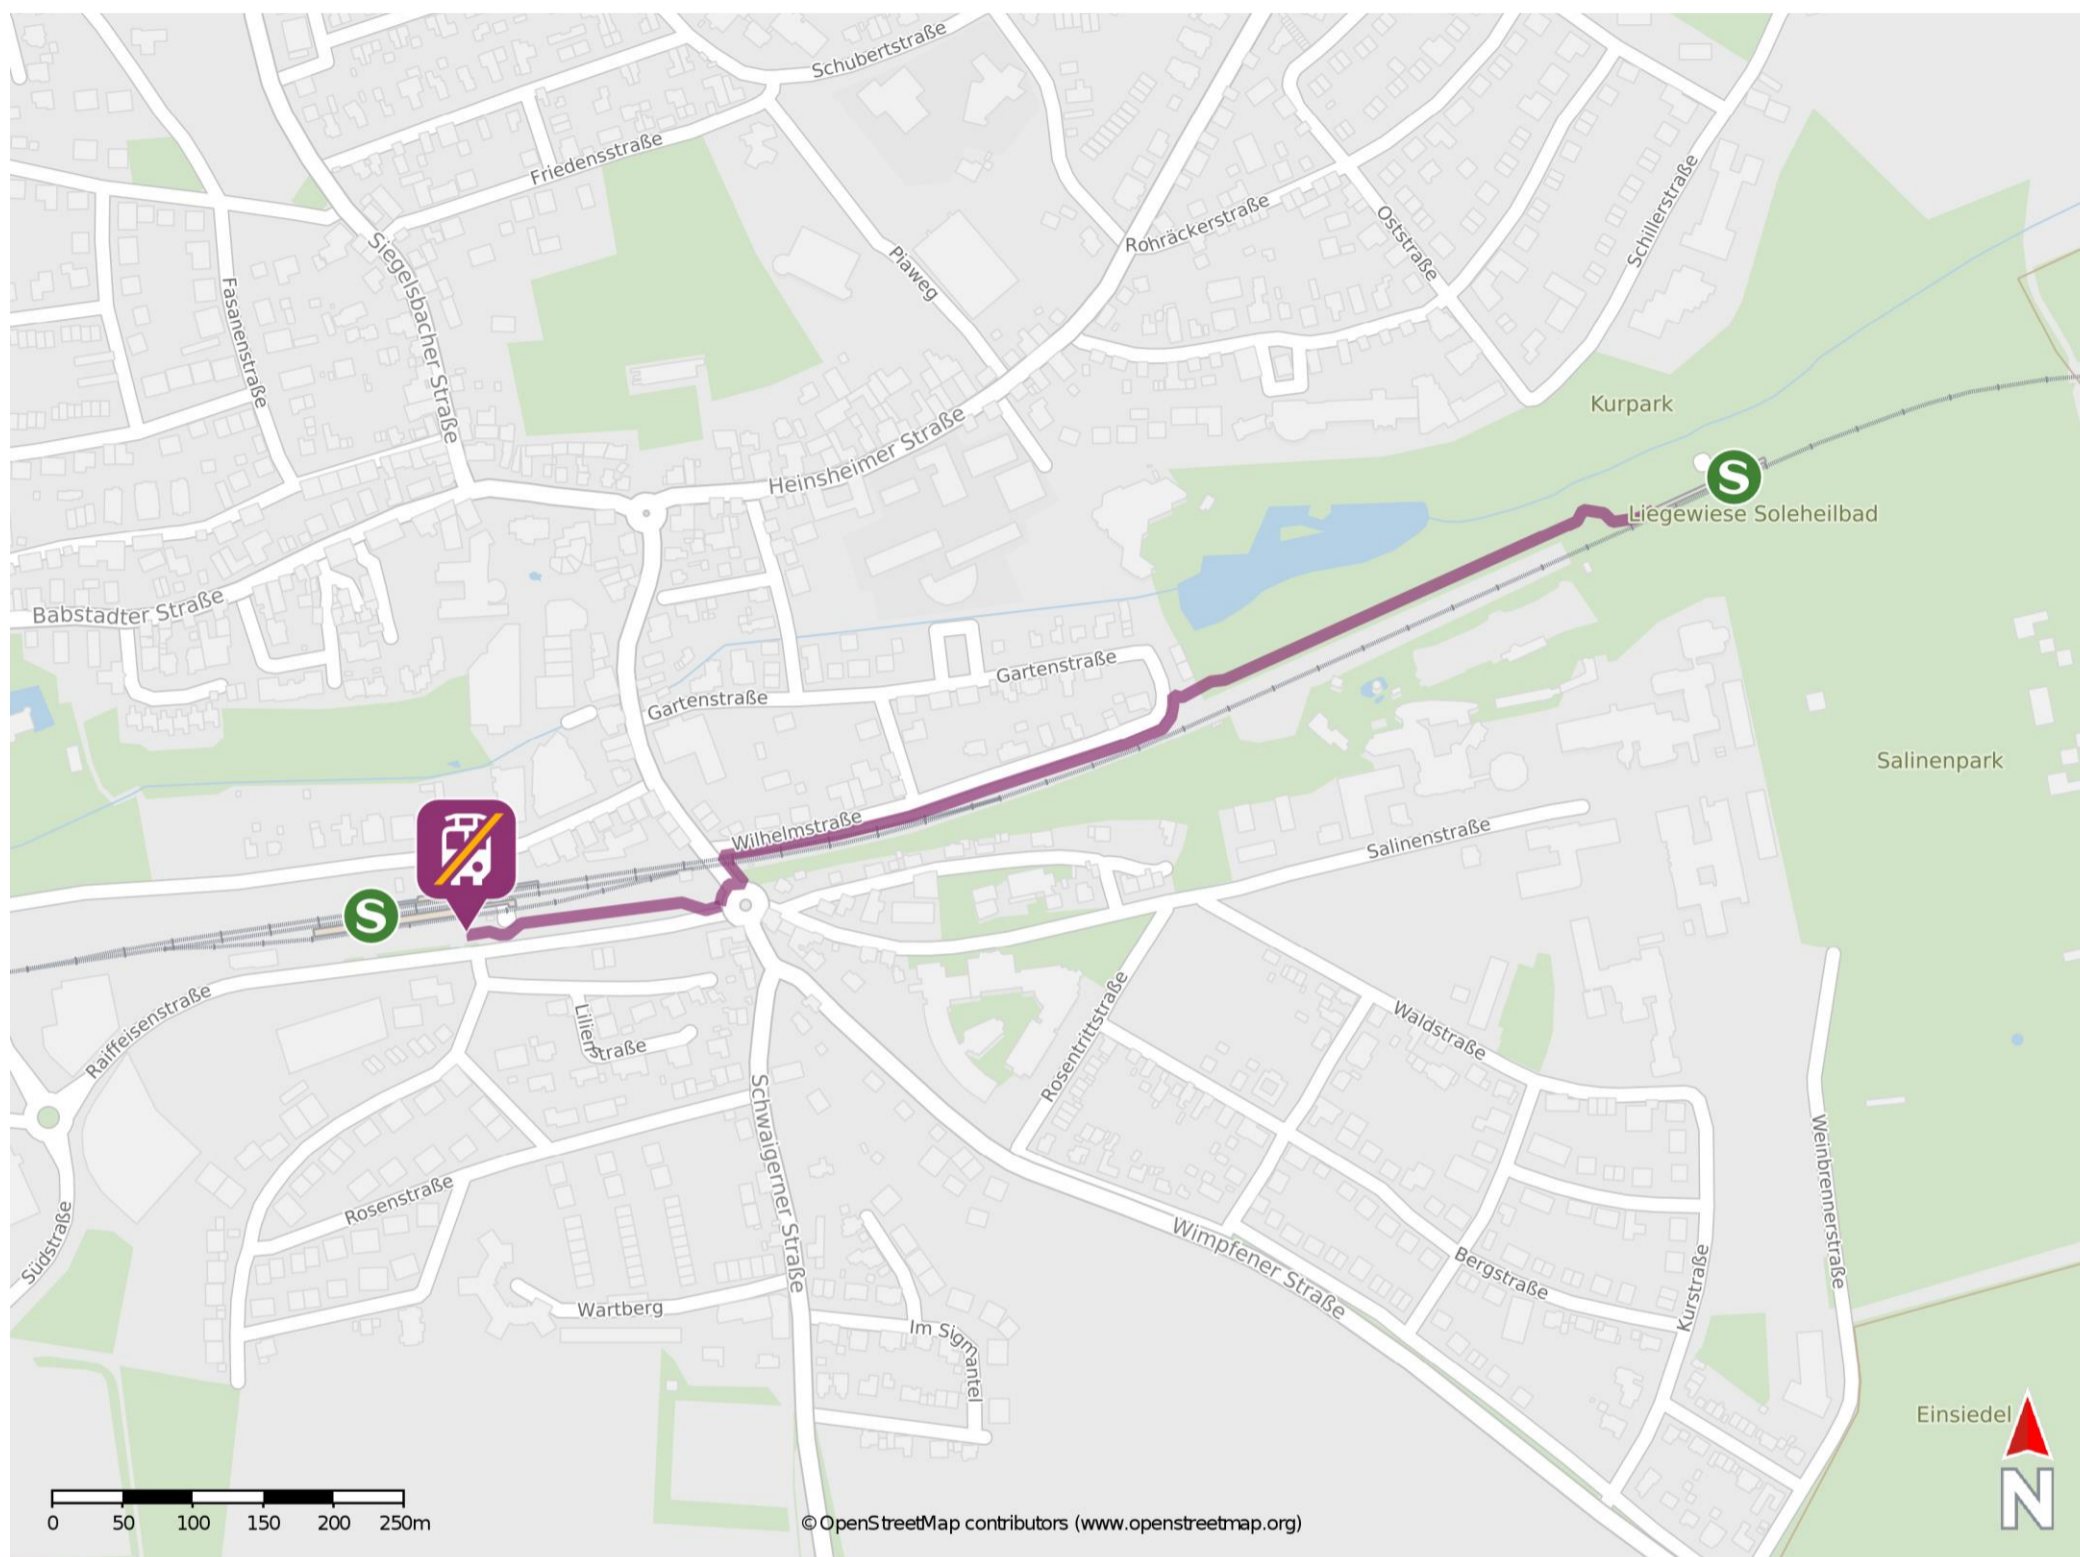 Schubertstraße
Friedensstraße
Siegelsbacher Straße
Fasanenstraße
Piaweg
Rohräckerstraße
Oststraße
Schillerstraße
Kurpark
Heinsheimer Straße
S
Liegewiese Soleheilbad
Babstadter Straße
Gartenstraße
Gartenstraße
Salinenpark
Wilhelmstraße
Salinenstraße
S
Raiffeisenstraße
Lilienstraße
Rosentrittstraße
Waldstraße
Schwaigerner Straße
Weinbrennerstraße
Rosenstraße
Südstraße
Wimpfener Straße
Bergstraße
Kurstraße
Wartberg
Im Sigmantel
Einsiedel
N
0 50 100 150 200 250m
© OpenStreetMap contributors (www.openstreetmap.org)